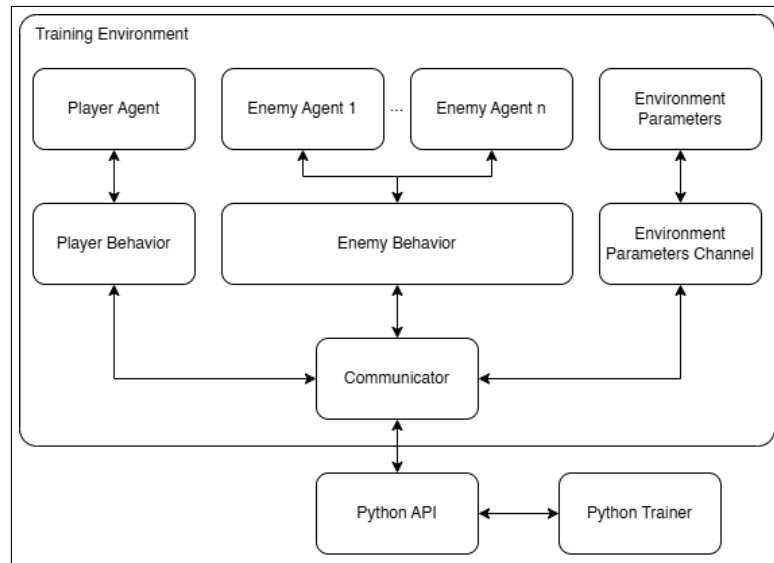 Training Environment
Player Agent
Enemy Agent 1
...
Enemy Agent n
Environment
Parameters
Player Behavior
Enemy Behavior
Environment
Parameters Channel
Communicator
Python API
Python Trainer